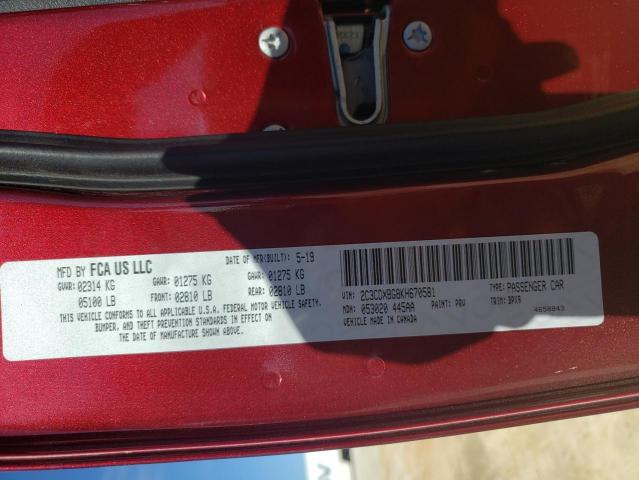 MFD BY FCA US LLC
DATE OF MFR(BUILT): 5-19
GVWR: 02314 KG GAWR: 01275 KG GAWR: 01275 KG
05100 LB FRONT: 02810 LB REAR: 02810 LB
THIS VEHICLE CONFORMS TO ALL APPLICABLE U.S.A. FEDERAL MOTOR VEHICLE SAFETY,
BUMPER, AND THEFT PREVENTION STANDARDS IN EFFECT ON
THE DATE OF MANUFACTURE SHOWN ABOVE.
VIN: 2C3CDXBG8KH670581 TYPE: PASSENGER CAR
MDH: 053020 445AA PAINT: PRV TRIM: BPX9
VEHICLE MADE IN CANADA 4658843